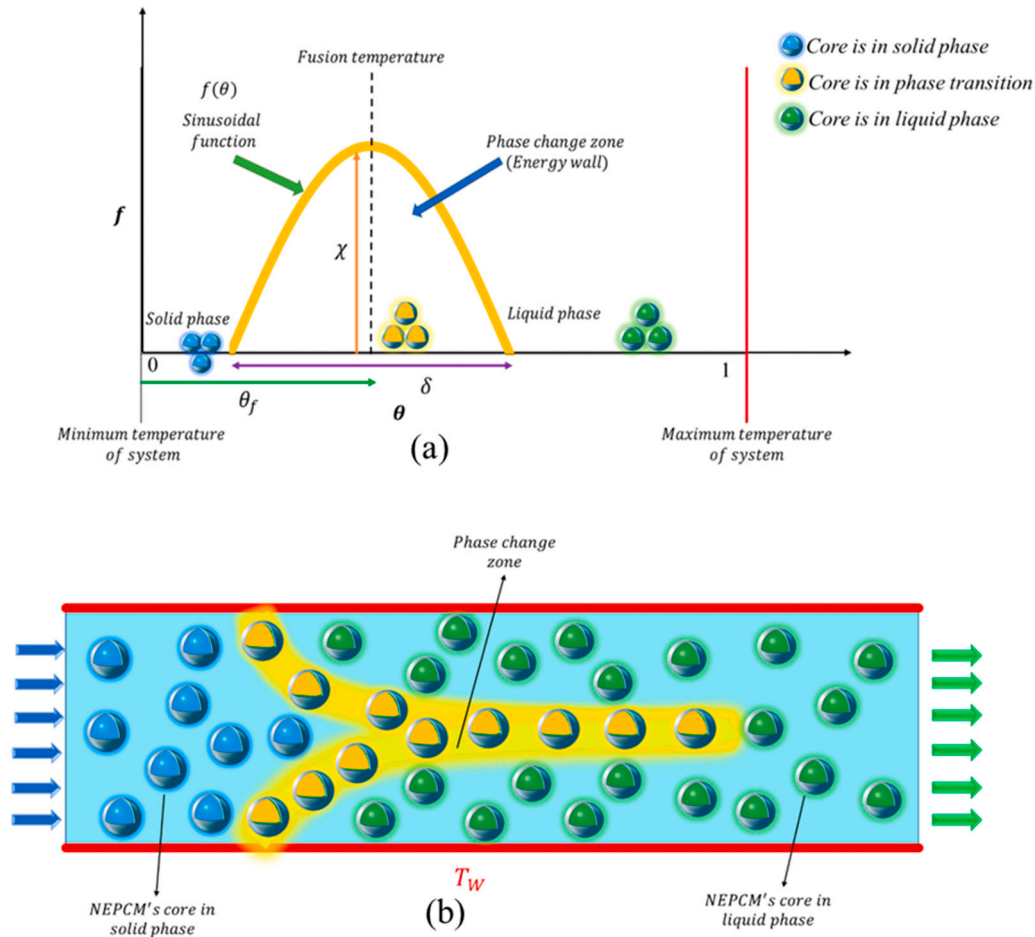 Fusion temperature
Core is in solid phase
Core is in phase transition
Core is in liquid phase
f(θ)
Sinusoidal
function
Phase change zone
(Energy wall)
f
χ
Solid phase
Liquid phase
0
1
θf
δ
θ
Minimum temperature
of system
Maximum temperature
of system
(a)
Phase change
zone
NEPCM's core in
solid phase
TW
NEPCM's core in
liquid phase
(b)